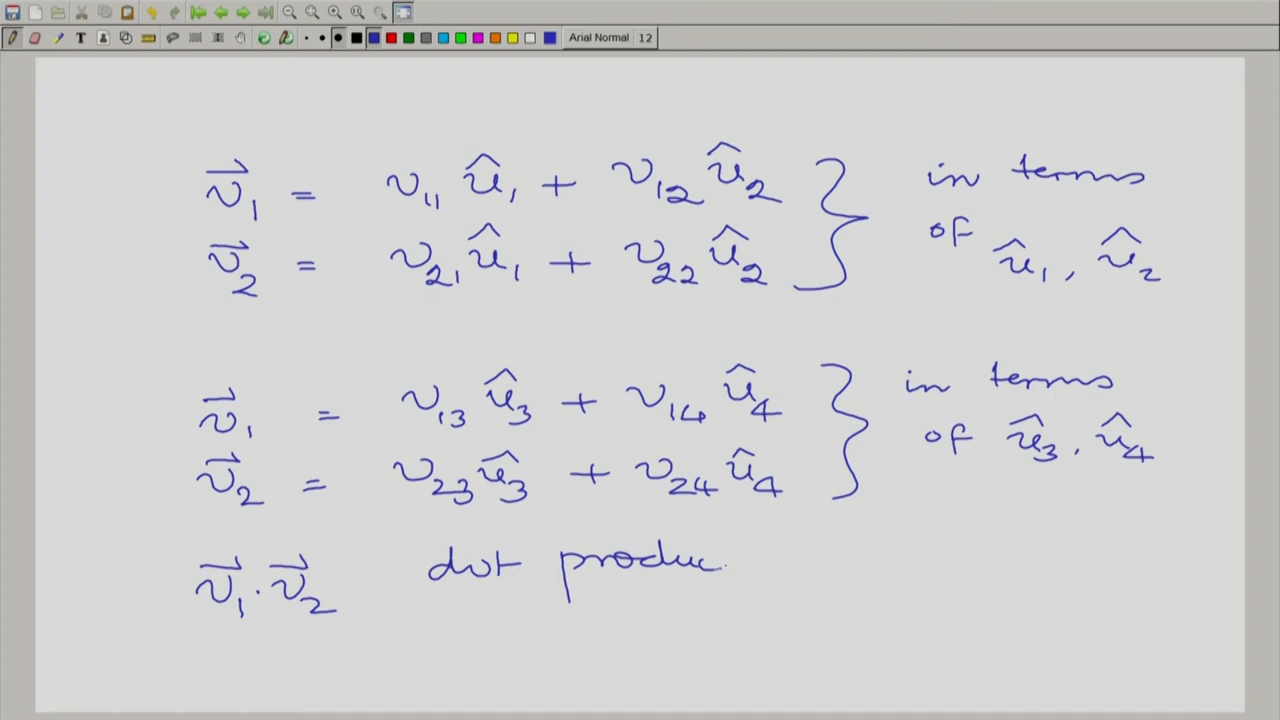 Arial Normal 12
v⃗₁ = v₁₁ û₁ + v₁₂ û₂ } in terms
v⃗₂ = v₂₁ û₁ + v₂₂ û₂ of û₁, û₂
v⃗₁ = v₁₃ û₃ + v₁₄ û₄ } in terms
v⃗₂ = v₂₃ û₃ + v₂₄ û₄ of û₃, û₄
v⃗₁ · v⃗₂ dot produc